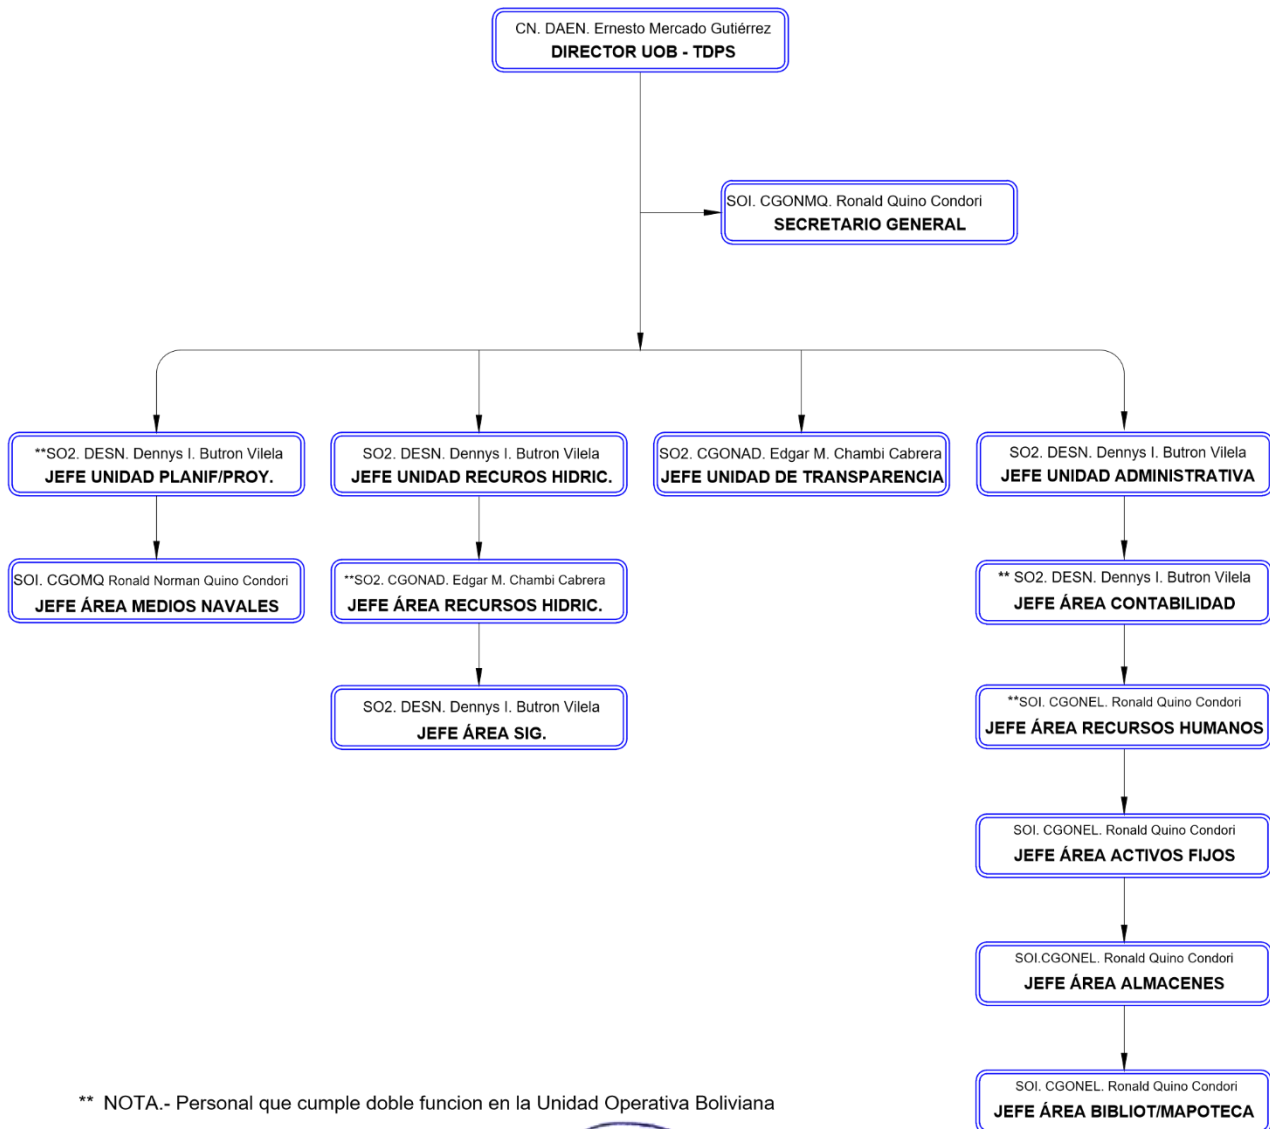 CN. DAEN. Ernesto Mercado Gutiérrez
DIRECTOR UOB - TDPS
SOI. CGONMQ. Ronald Quino Condori
SECRETARIO GENERAL
**SO2. DESN. Dennys I. Butron Vilela
JEFE UNIDAD PLANIF/PROY.
SO2. DESN. Dennys I. Butron Vilela
JEFE UNIDAD RECUROS HIDRIC.
SO2. CGONAD. Edgar M. Chambi Cabrera
JEFE UNIDAD DE TRANSPARENCIA
SO2. DESN. Dennys I. Butron Vilela
JEFE UNIDAD ADMINISTRATIVA
SOI. CGOMQ Ronald Norman Quino Condori
JEFE ÁREA MEDIOS NAVALES
**SO2. CGONAD. Edgar M. Chambi Cabrera
JEFE ÁREA RECURSOS HIDRIC.
** SO2. DESN. Dennys I. Butron Vilela
JEFE ÁREA CONTABILIDAD
SO2. DESN. Dennys I. Butron Vilela
JEFE ÁREA SIG.
**SOI. CGONEL. Ronald Quino Condori
JEFE ÁREA RECURSOS HUMANOS
SOI. CGONEL. Ronald Quino Condori
JEFE ÁREA ACTIVOS FIJOS
SOI.CGONEL. Ronald Quino Condori
JEFE ÁREA ALMACENES
SOI. CGONEL. Ronald Quino Condori
JEFE ÁREA BIBLIOT/MAPOTECA
** NOTA.- Personal que cumple doble funcion en la Unidad Operativa Boliviana